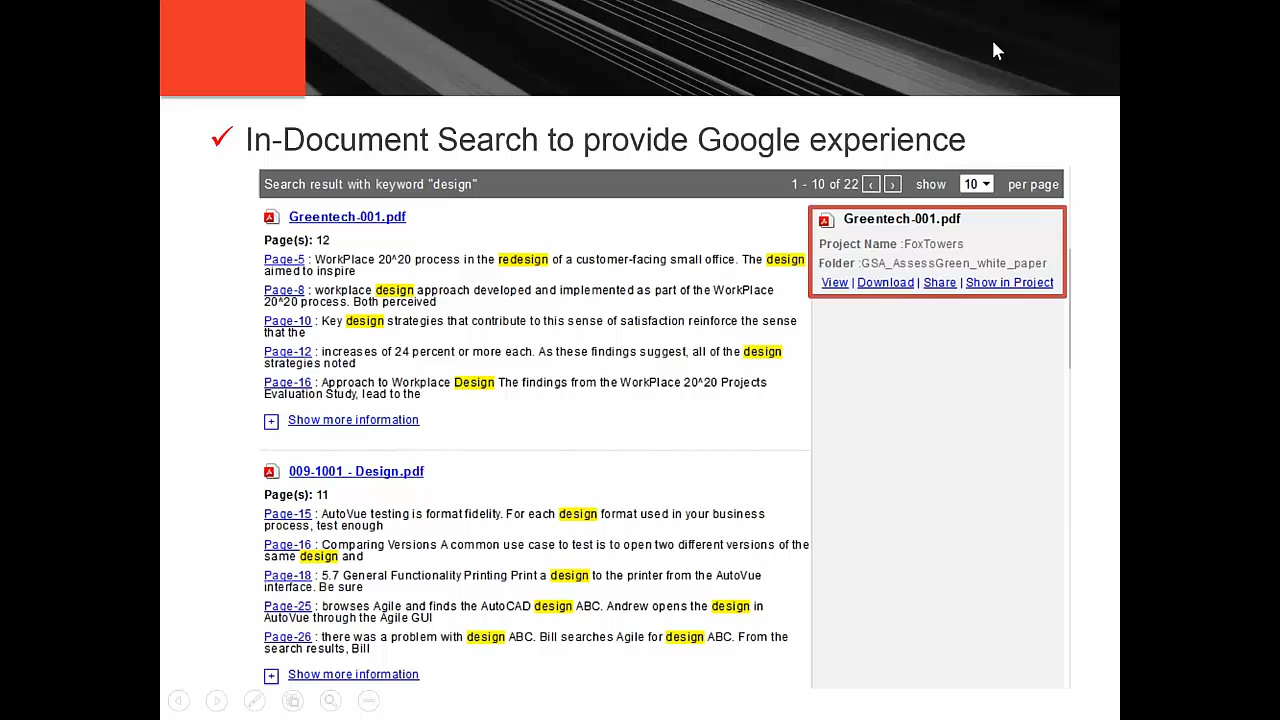 In-Document Search to provide Google experience
Search result with keyword "design" 1 - 10 of 22 ‹ › show 10 per page
Greentech-001.pdf
Page(s): 12
Page-5 : WorkPlace 20^20 process in the redesign of a customer-facing small office. The design
aimed to inspire
Page-8 : workplace design approach developed and implemented as part of the WorkPlace
20^20 process. Both perceived
Page-10 : Key design strategies that contribute to this sense of satisfaction reinforce the sense
that the
Page-12 : increases of 24 percent or more each. As these findings suggest, all of the design
strategies noted
Page-16 : Approach to Workplace Design The findings from the WorkPlace 20^20 Projects
Evaluation Study, lead to the
Show more information
009-1001 - Design.pdf
Page(s): 11
Page-15 : AutoVue testing is format fidelity. For each design format used in your business
process, test enough
Page-16 : Comparing Versions A common use case to test is to open two different versions of the
same design and
Page-18 : 5.7 General Functionality Printing Print a design to the printer from the AutoVue
interface. Be sure
Page-25 : browses Agile and finds the AutoCAD design ABC. Andrew opens the design in
AutoVue through the Agile GUI
Page-26 : there was a problem with design ABC. Bill searches Agile for design ABC. From the
search results, Bill
Show more information
Greentech-001.pdf
Project Name :FoxTowers
Folder :GSA_AssessGreen_white_paper
View | Download | Share | Show in Project